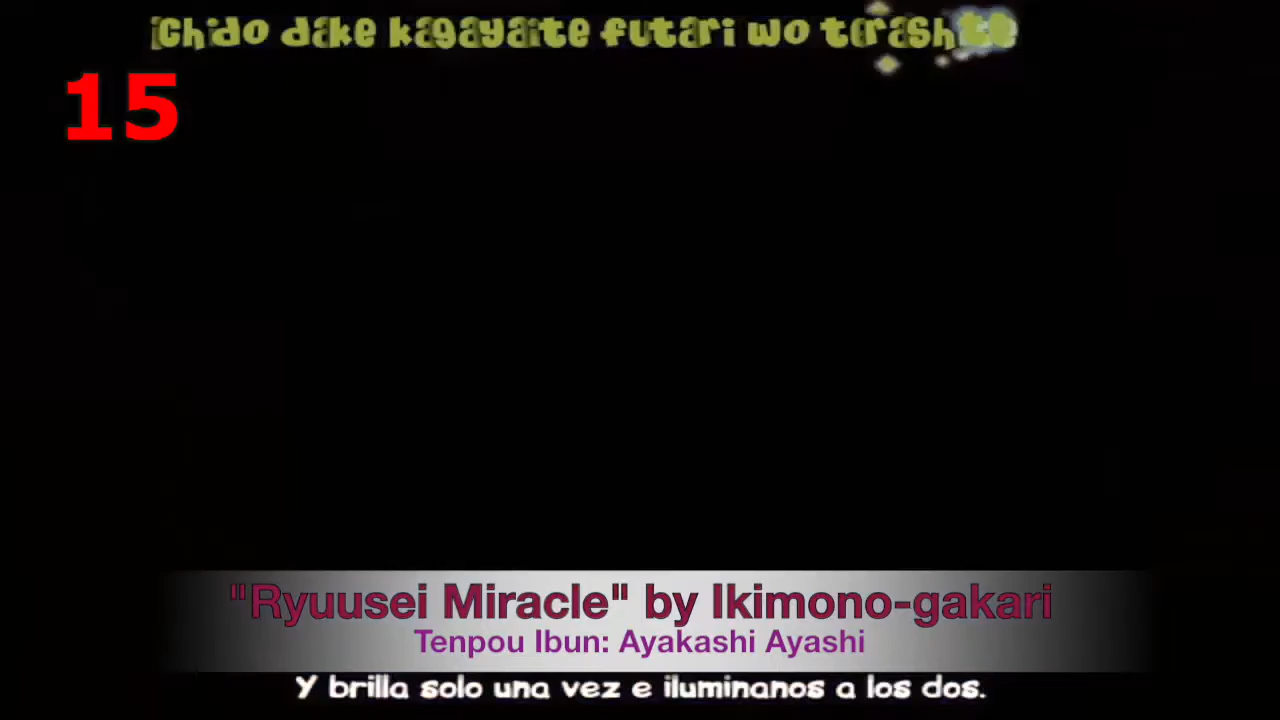 ichido dake kagayaite futari wo terashite
15
"Ryuusei Miracle" by Ikimono-gakari
Tenpou Ibun: Ayakashi Ayashi
Y brilla solo una vez e iluminanos a los dos.